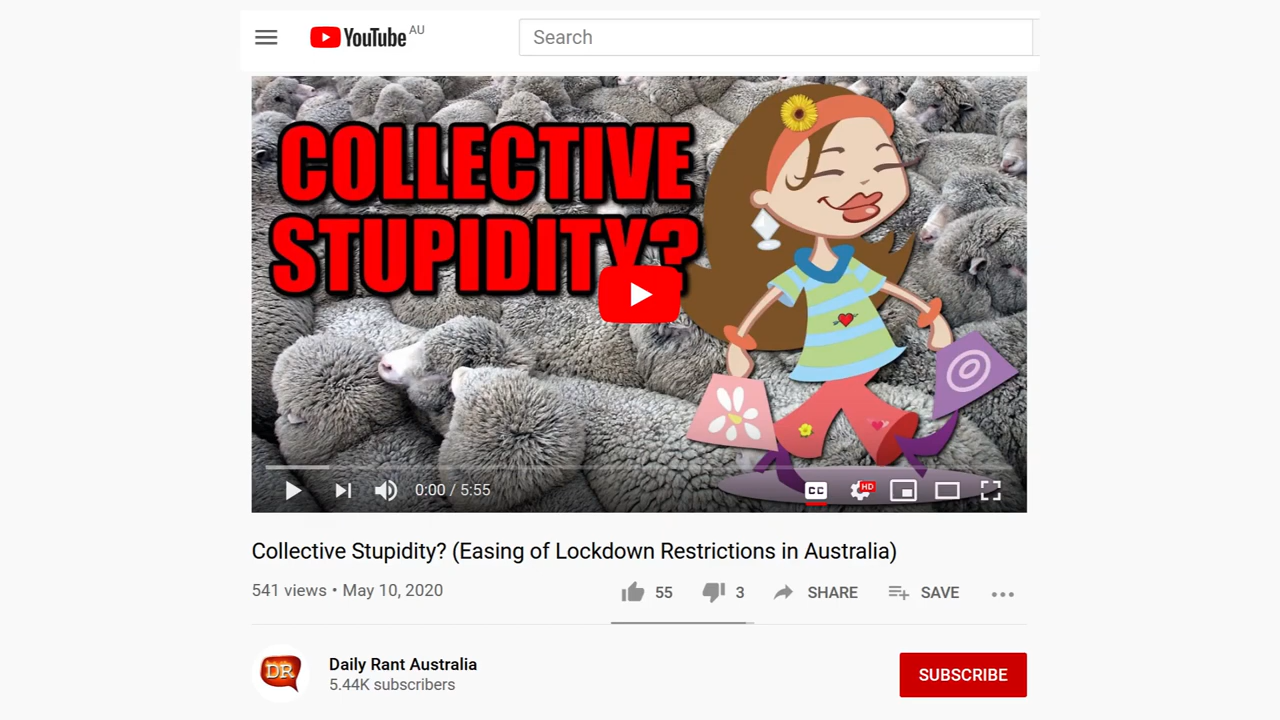 YouTube AU
Search
COLLECTIVE
STUPIDITY?
0:00 / 5:55
CC
HD
Collective Stupidity? (Easing of Lockdown Restrictions in Australia)
541 views • May 10, 2020
55
3
SHARE
SAVE
DR
Daily Rant Australia
5.44K subscribers
SUBSCRIBE